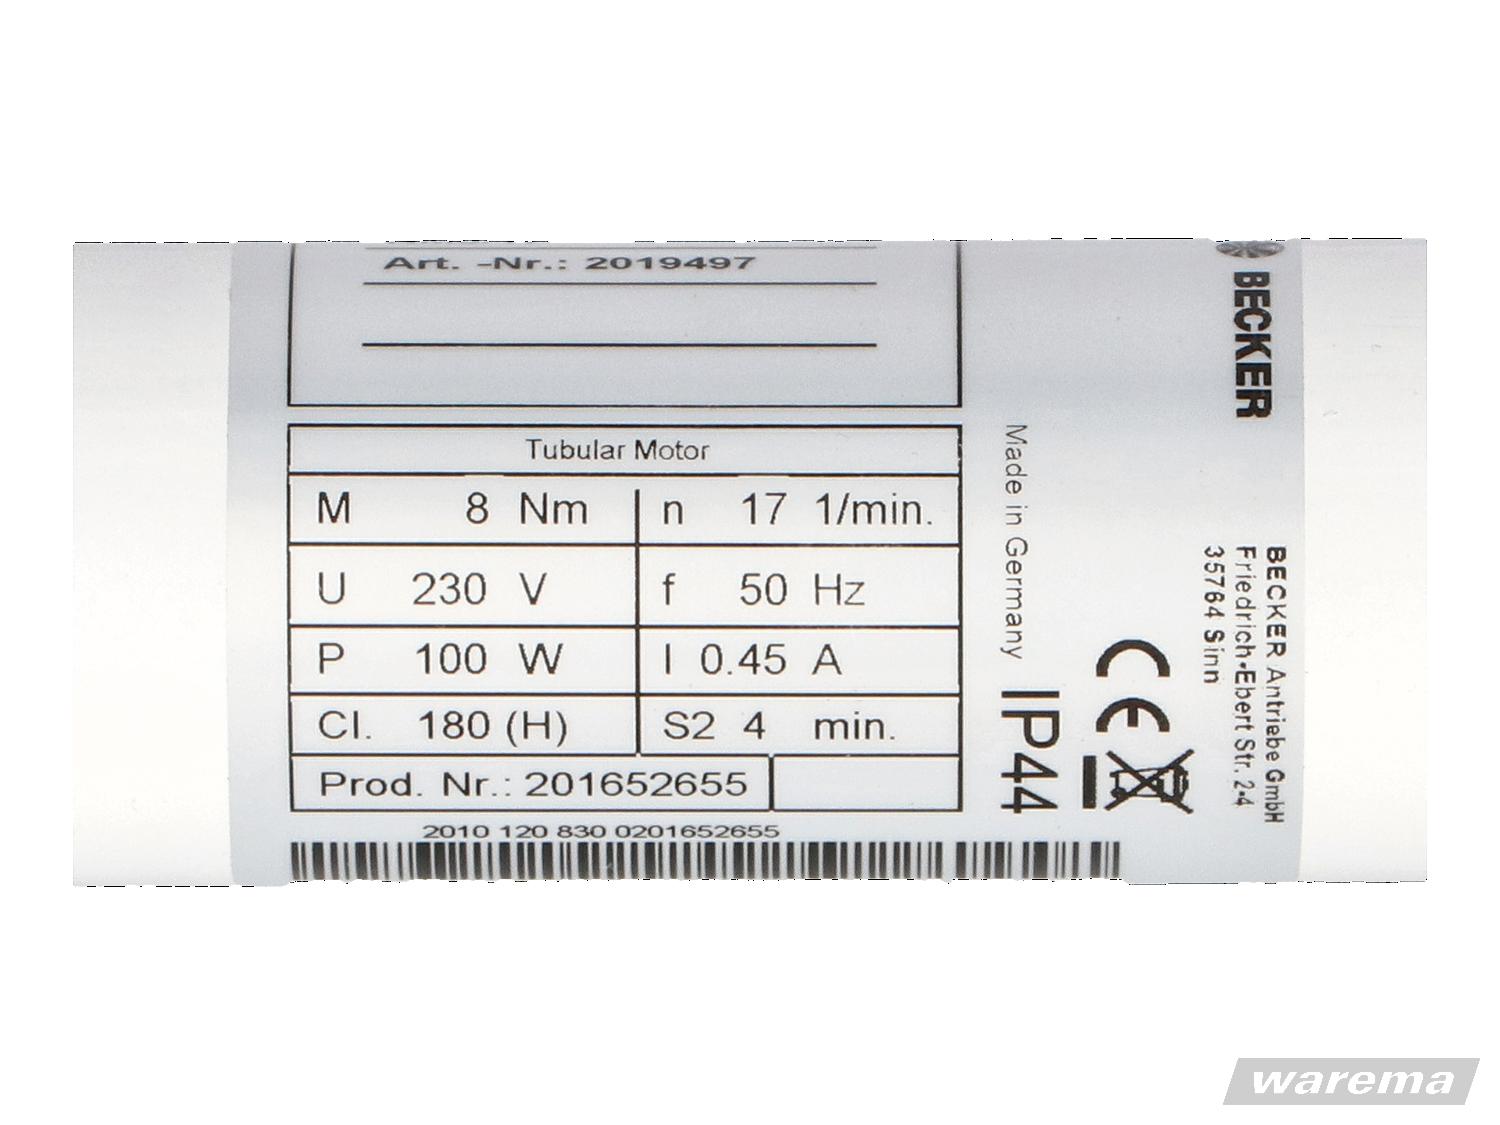 Art. -Nr.: 2019497
Tubular Motor
M 8 Nm n 17 1/min.
U 230 V f 50 Hz
P 100 W I 0.45 A
Cl. 180 (H) S2 4 min.
Prod. Nr.: 201652655
2010 120 830 0201652655
Made in Germany
IP44
CE
BECKER
BECKER Antriebe GmbH
Friedrich-Ebert Str. 2-4
35764 Sinn
warema